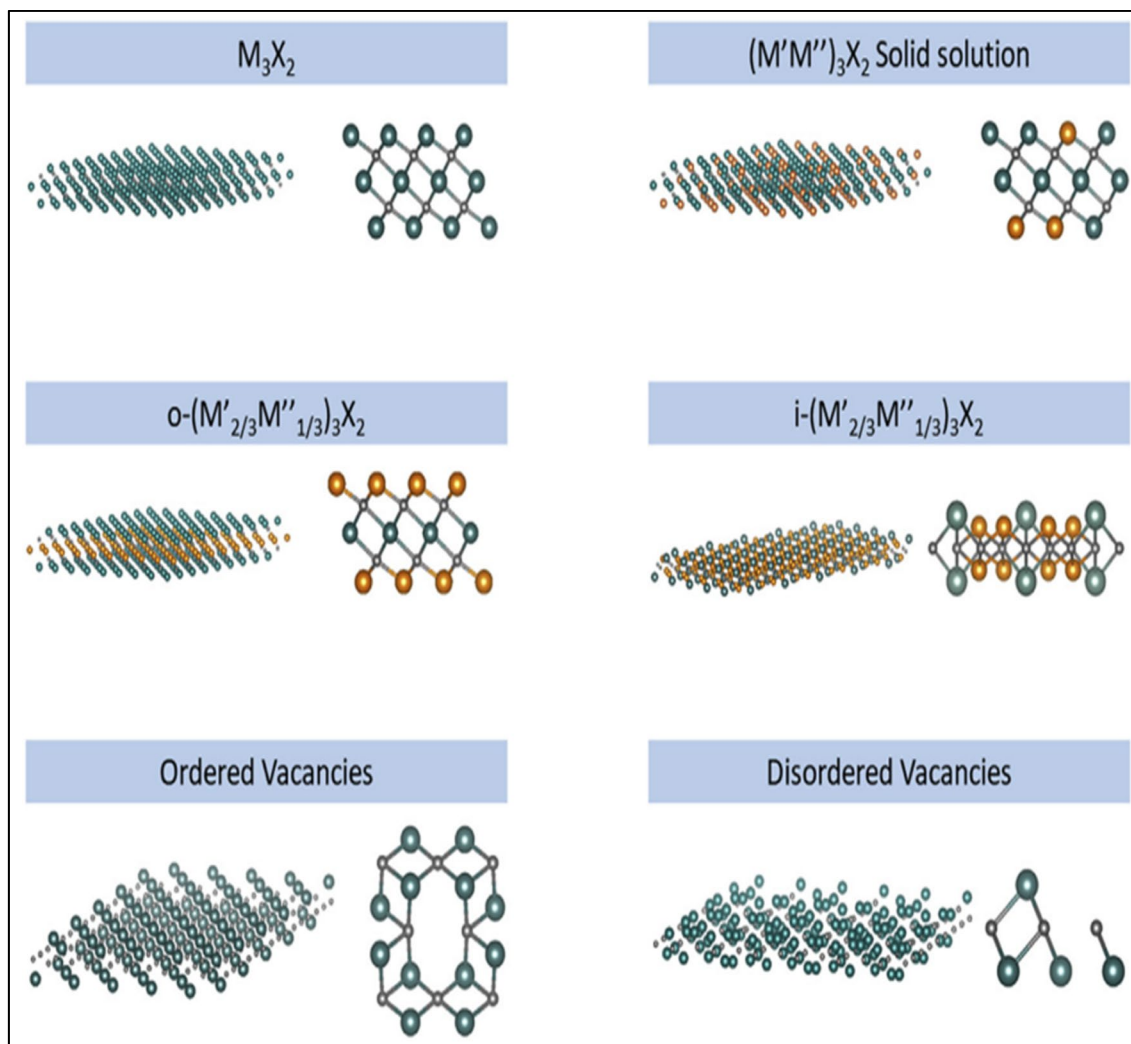 M₃X₂
(M'M'')₃X₂ Solid solution
o-(M'₂/₃M''₁/₃)₃X₂
i-(M'₂/₃M''₁/₃)₃X₂
Ordered Vacancies
Disordered Vacancies